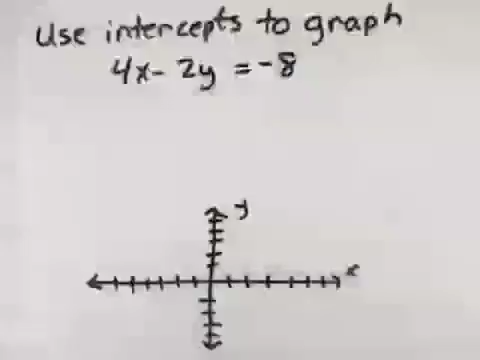 Use intercepts to graph
4x - 2y = -8
y
x